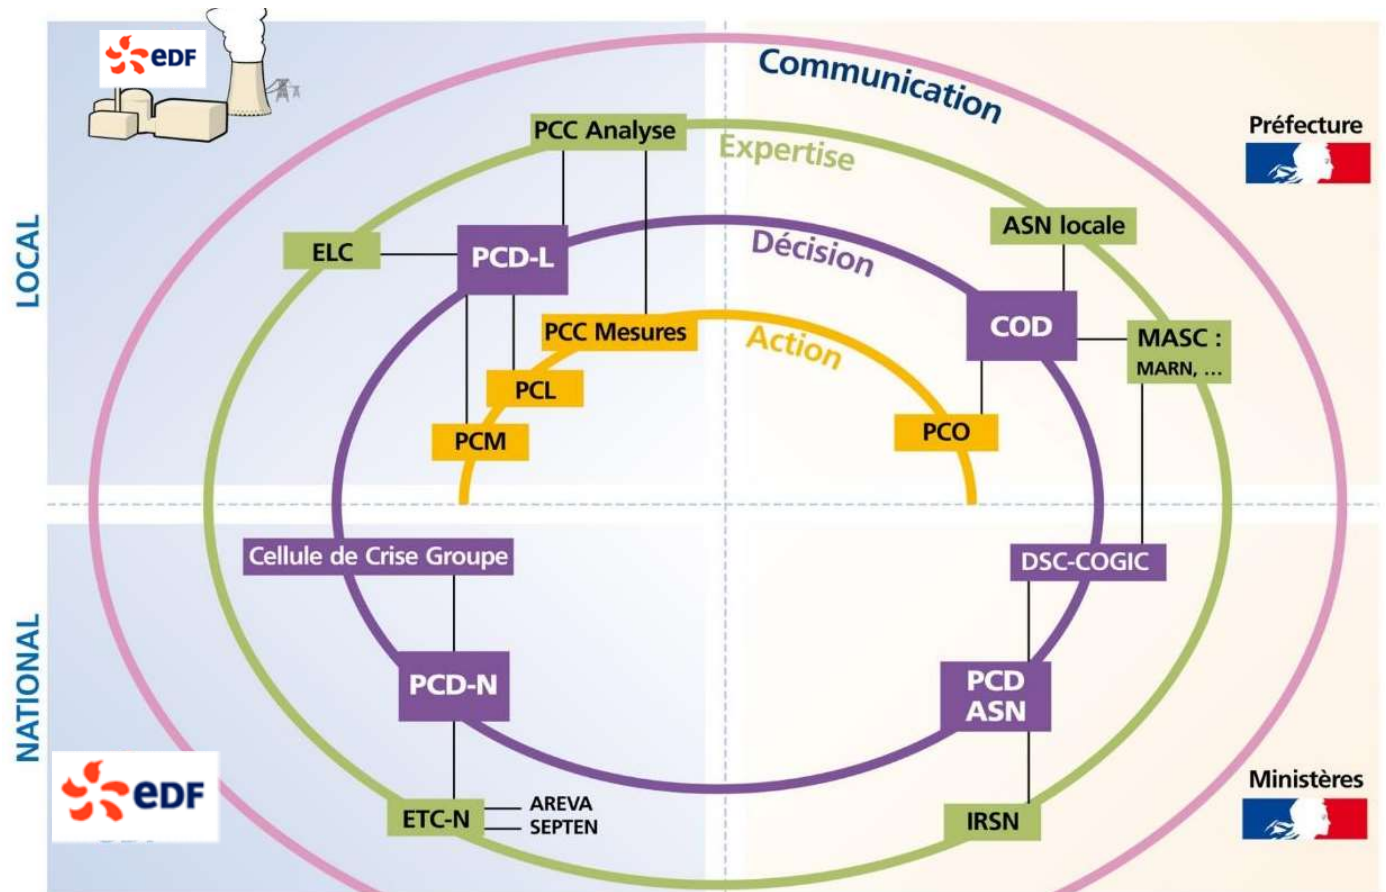 eDF
Communication
PCC Analyse
Expertise
Préfecture
LOCAL
ELC
PCD-L
Décision
ASN locale
COD
PCC Mesures
Action
MASC :
MARN, ...
PCL
PCM
PCO
Cellule de Crise Groupe
DSC-COGIC
NATIONAL
PCD-N
PCD
ASN
eDF
ETC-N
AREVA
SEPTEN
IRSN
Ministères